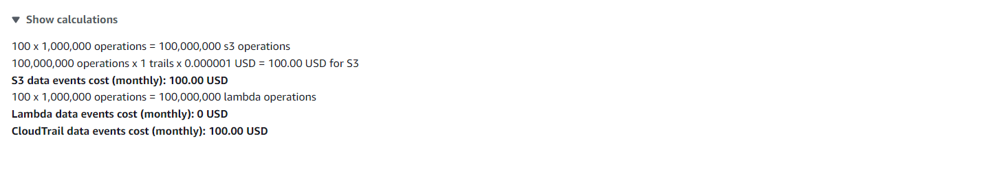 Show calculations
100 x 1,000,000 operations = 100,000,000 s3 operations
100,000,000 operations x 1 trails x 0.000001 USD = 100.00 USD for S3
S3 data events cost (monthly): 100.00 USD
100 x 1,000,000 operations = 100,000,000 lambda operations
Lambda data events cost (monthly): 0 USD
CloudTrail data events cost (monthly): 100.00 USD